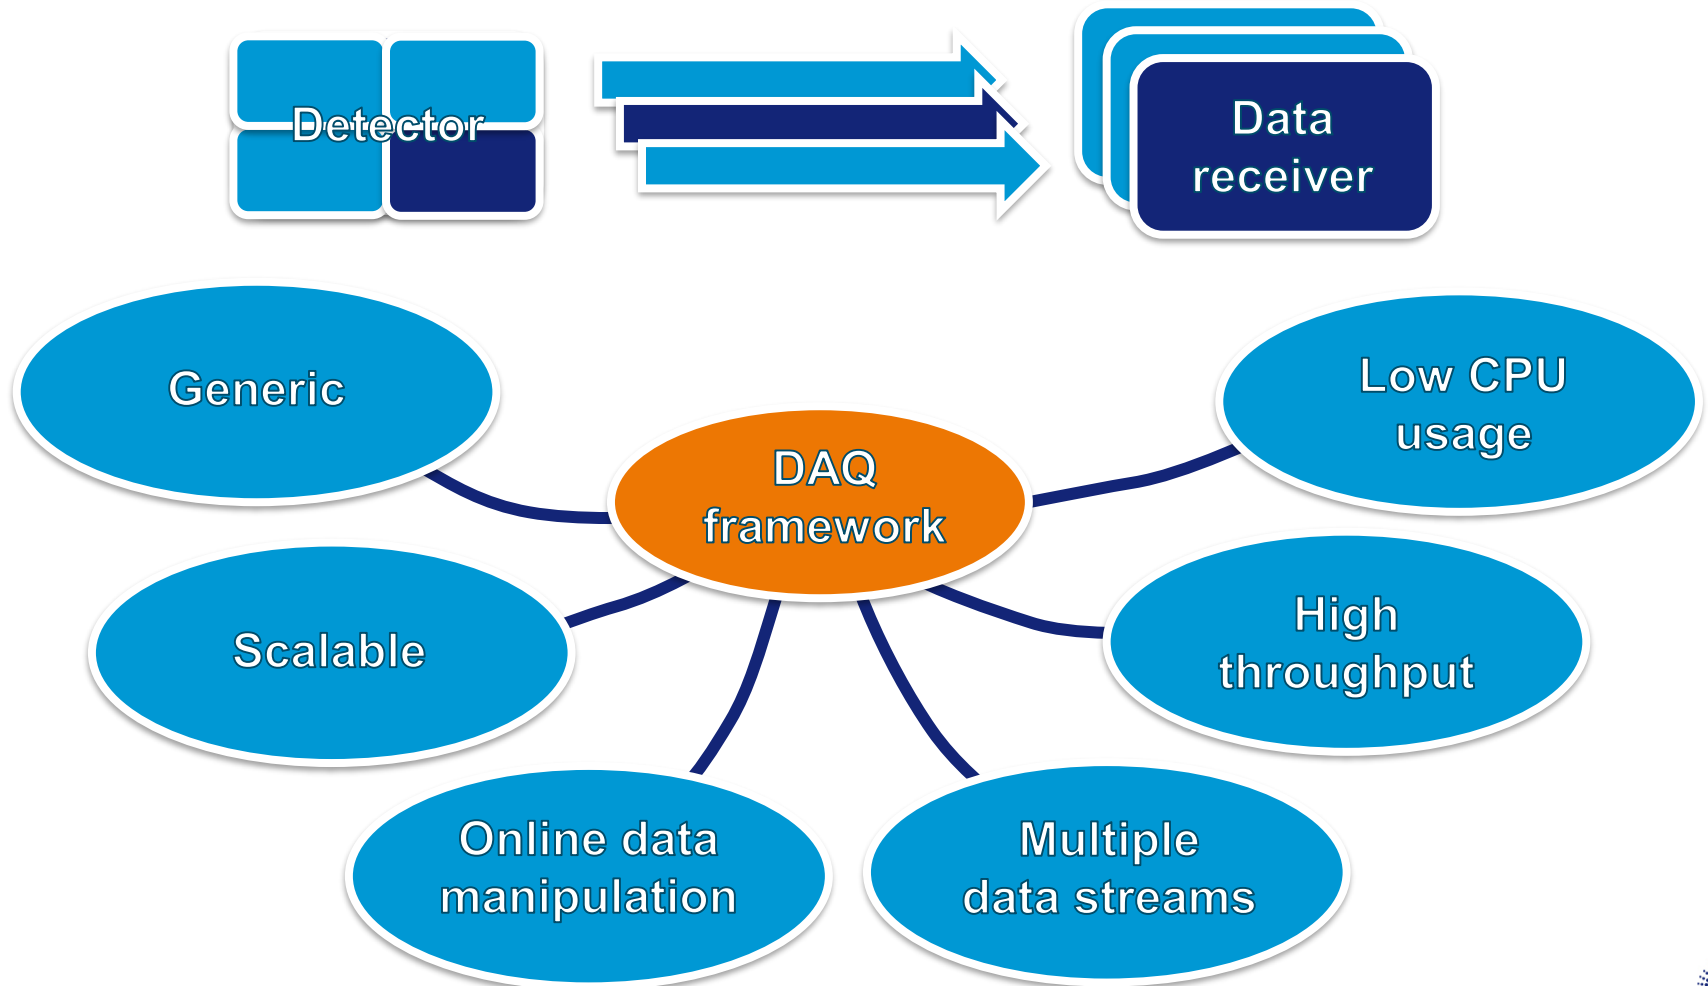 Detector
Data
receiver
Generic
Low CPU
usage
DAQ
framework
Scalable
High
throughput
Online data
manipulation
Multiple
data streams